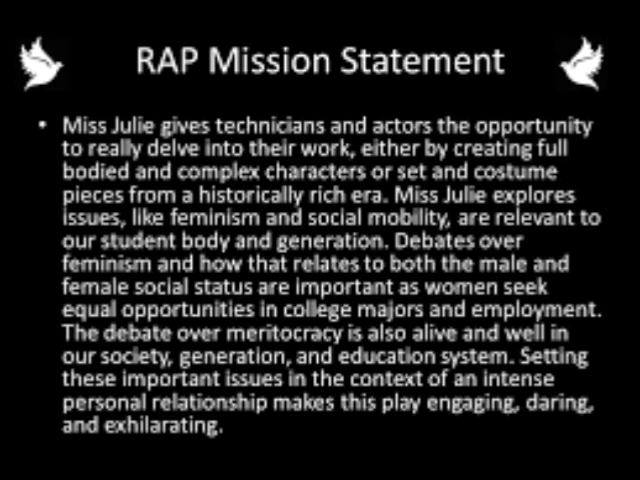 RAP Mission Statement
• Miss Julie gives technicians and actors the opportunity
to really delve into their work, either by creating full
bodied and complex characters or set and costume
pieces from a historically rich era. Miss Julie explores
issues, like feminism and social mobility, are relevant to
our student body and generation. Debates over
feminism and how that relates to both the male and
female social status are important as women seek
equal opportunities in college majors and employment.
The debate over meritocracy is also alive and well in
our society, generation, and education system. Setting
these important issues in the context of an intense
personal relationship makes this play engaging, daring,
and exhilarating.